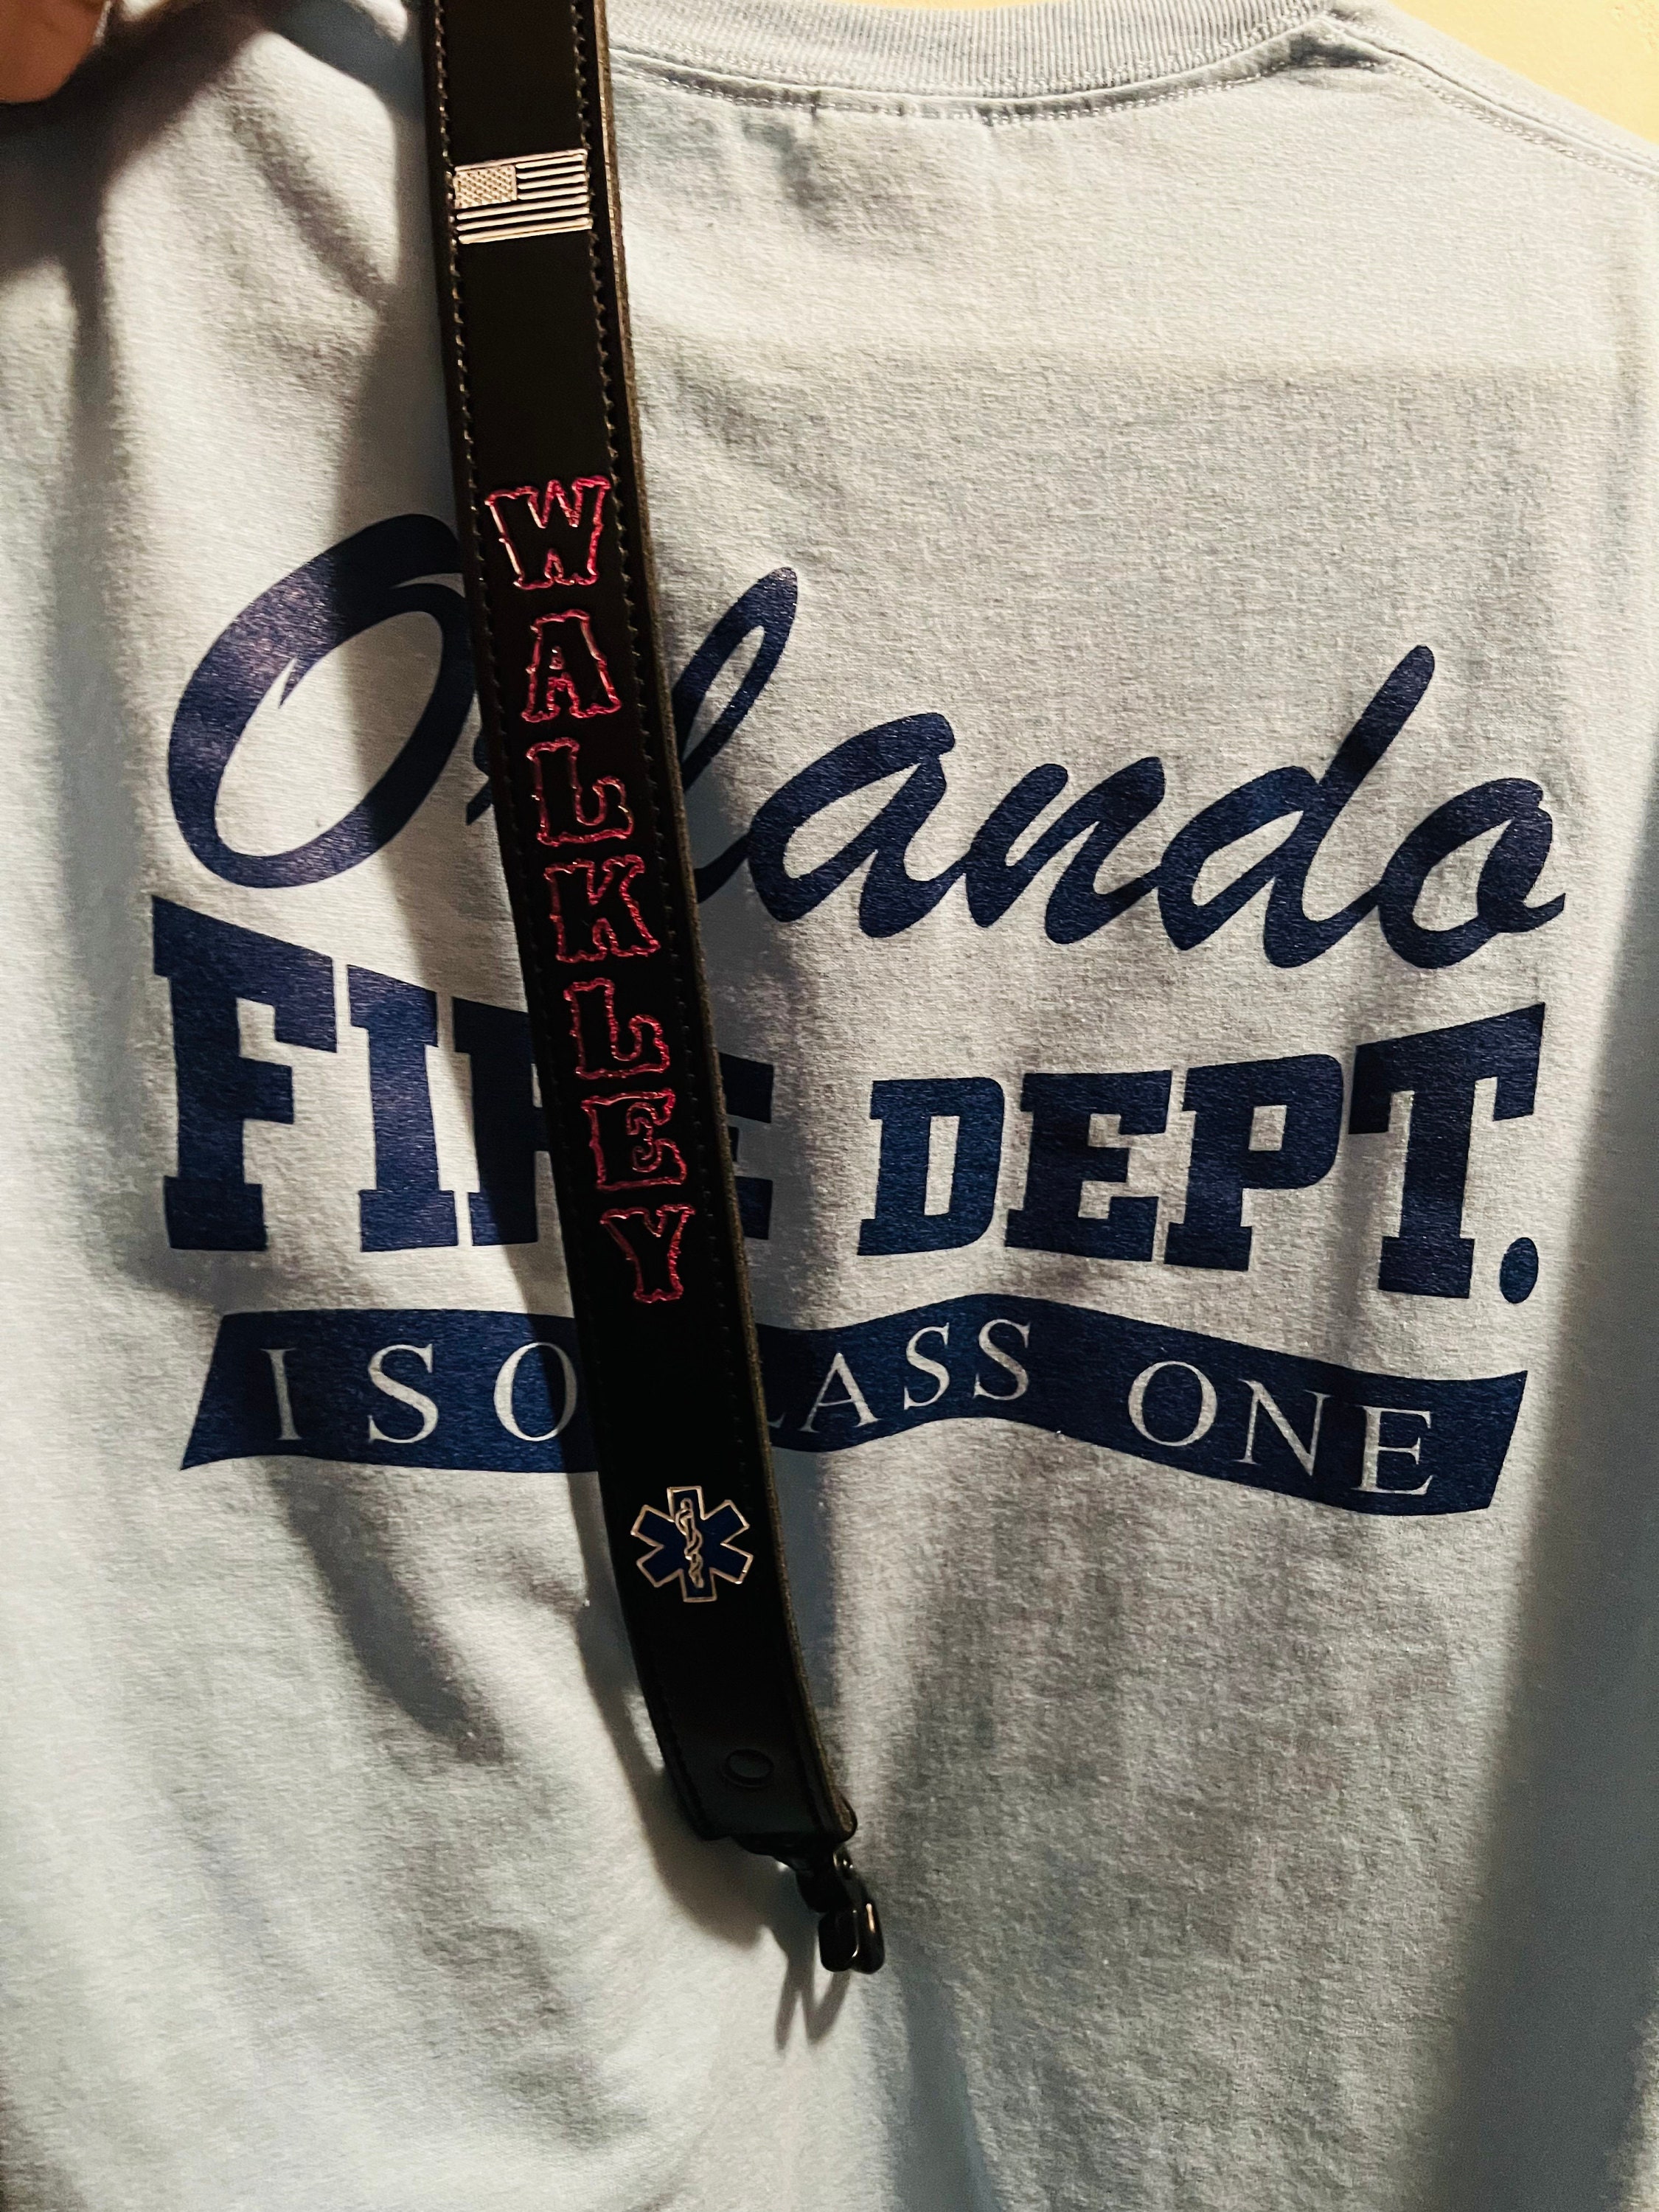 WALKLEY
Orlando
FIRE DEPT.
ISO CLASS ONE